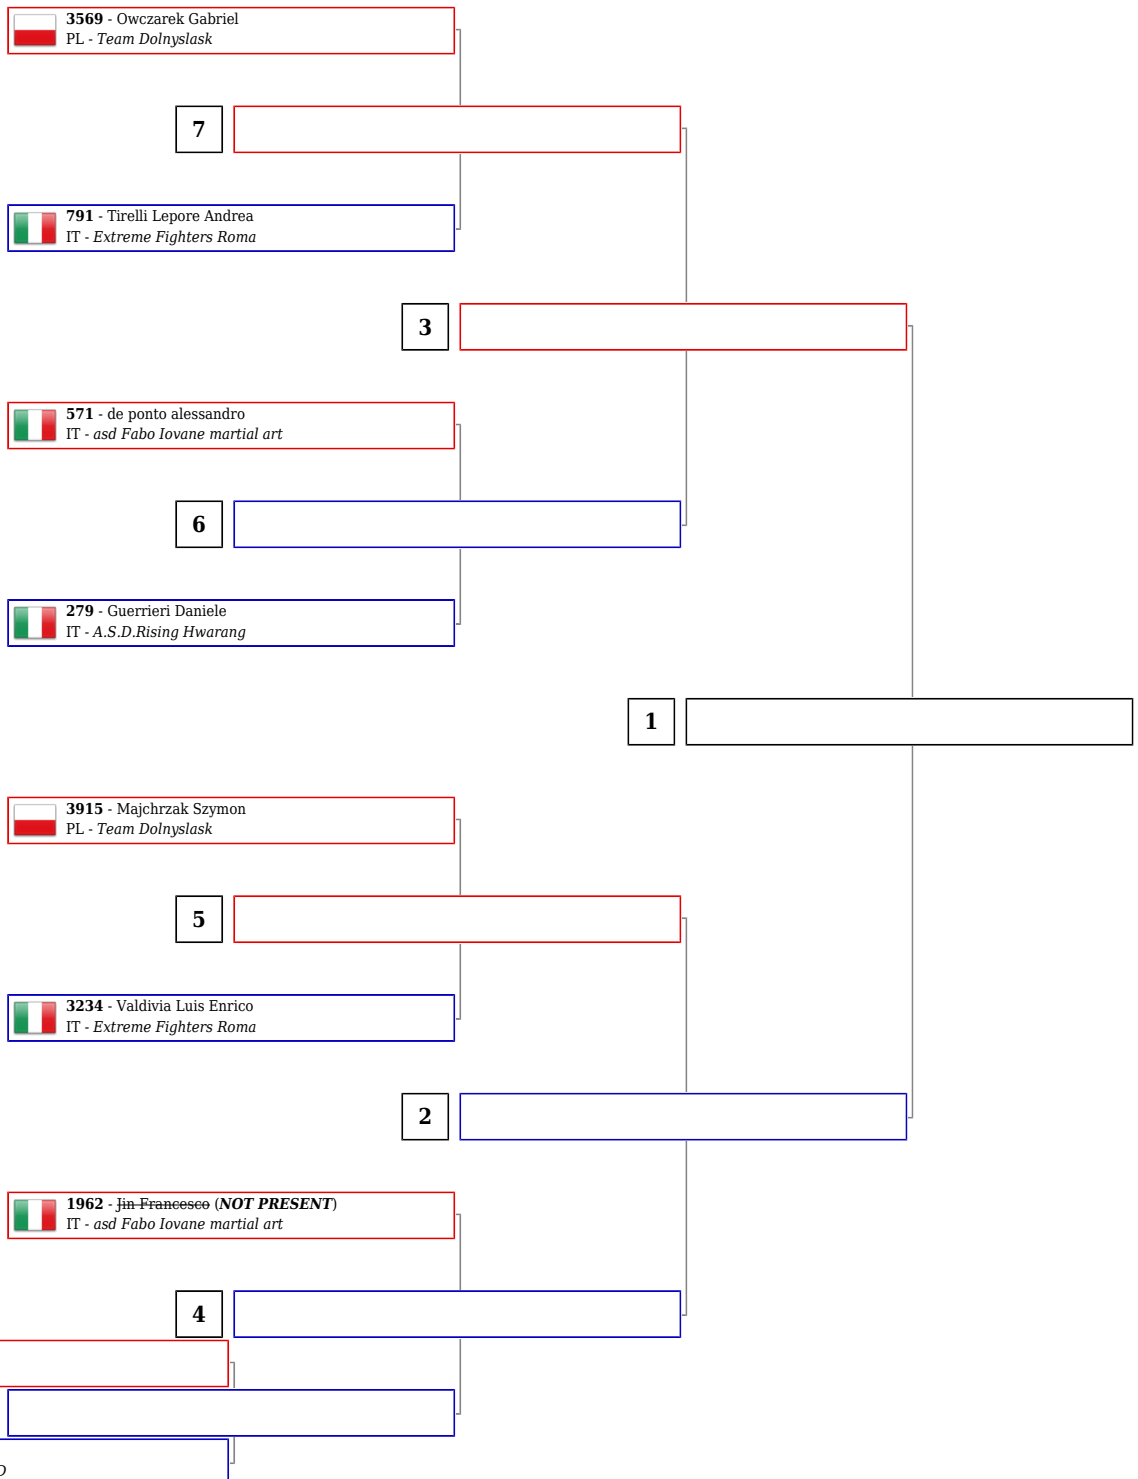 3569 - Owczarek Gabriel
PL - Team Dolnyslask
7
791 - Tirelli Lepore Andrea
IT - Extreme Fighters Roma
3
571 - de ponto alessandro
IT - asd Fabo Iovane martial art
6
279 - Guerrieri Daniele
IT - A.S.D.Rising Hwarang
1
3915 - Majchrzak Szymon
PL - Team Dolnyslask
5
3234 - Valdivia Luis Enrico
IT - Extreme Fighters Roma
2
1962 - Jin Francesco (NOT PRESENT)
IT - asd Fabo Iovane martial art
4